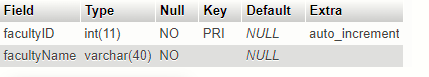 Field Type Null Key Default Extra
facultyID int(11) NO PRI NULL auto_increment
facultyName varchar(40) NO NULL